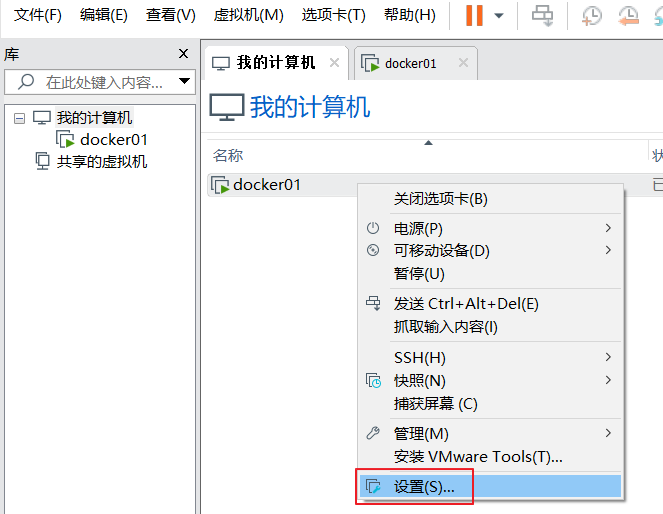 文件(F) 编辑(E) 查看(V) 虚拟机(M) 选项卡(T) 帮助(H)
库
在此处键入内容...
我的计算机
docker01
共享的虚拟机
我的计算机 docker01
我的计算机
名称
docker01
关闭选项卡(B)
电源(P)
可移动设备(D)
暂停(U)
发送 Ctrl+Alt+Del(E)
抓取输入内容(I)
SSH(H)
快照(N)
捕获屏幕 (C)
管理(M)
安装 VMware Tools(T)...
设置(S)...